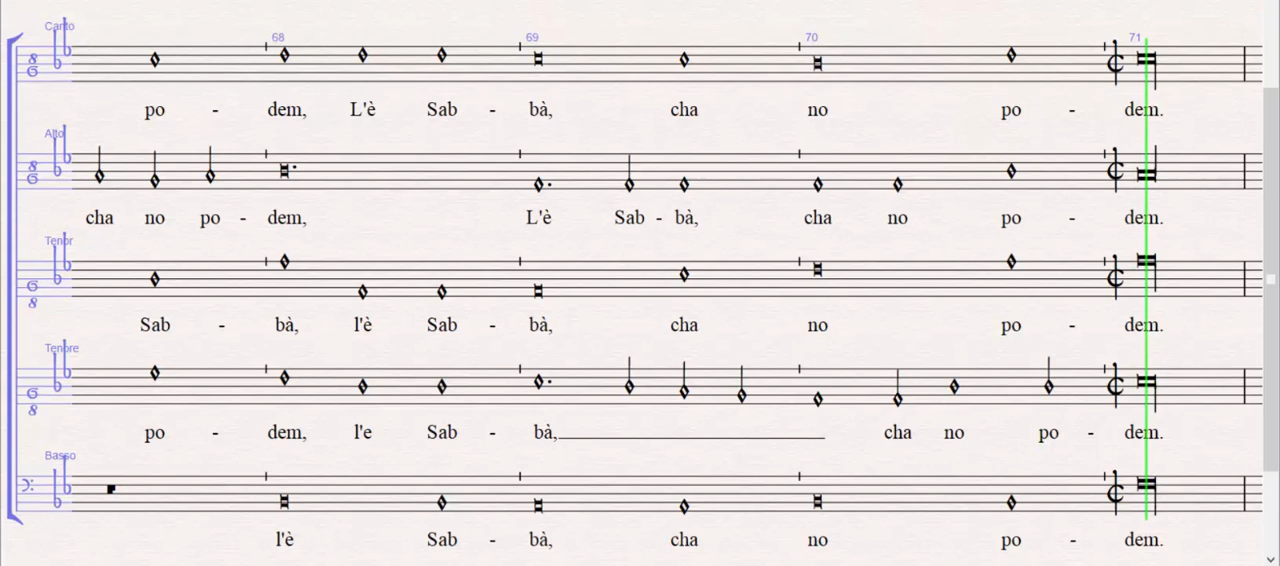 Canto
68 69 70 71
po - dem, L'è Sab - bà, cha no po - dem.
Alto
cha no po - dem, L'è Sab - bà, cha no po - dem.
Tenor
Sab - bà, l'è Sab - bà, cha no po - dem.
Tenore
po - dem, l'e Sab - bà, cha no po - dem.
Basso
l'è Sab - bà, cha no po - dem.